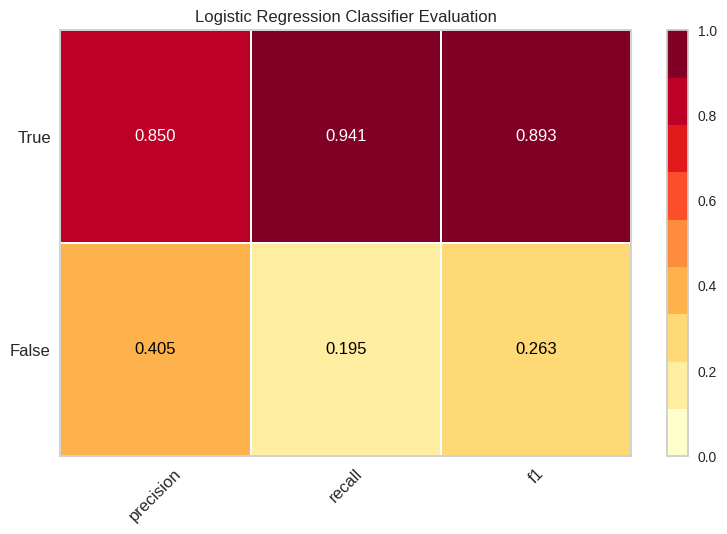 Logistic Regression Classifier Evaluation
True
0.850 0.941 0.893
False
0.405 0.195 0.263
precision recall f1
1.0
0.8
0.6
0.4
0.2
0.0